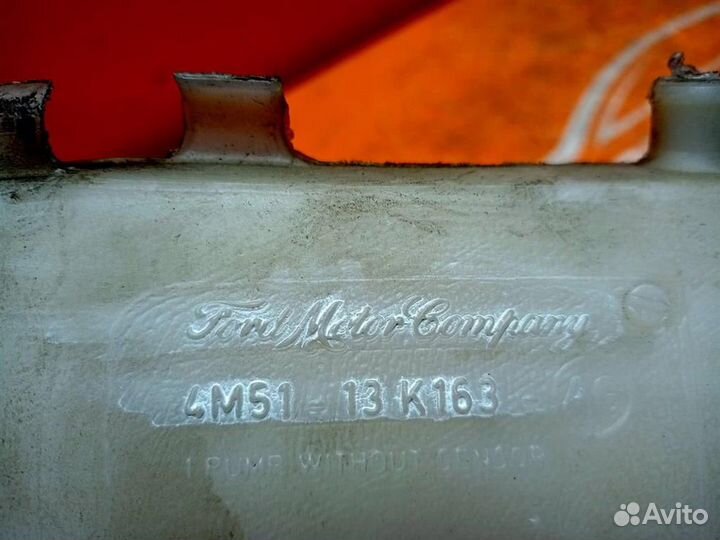 Ford Motor Company
4M51 - 13 K163 -
1 PUMP WITHOUT SENSOR
Avito